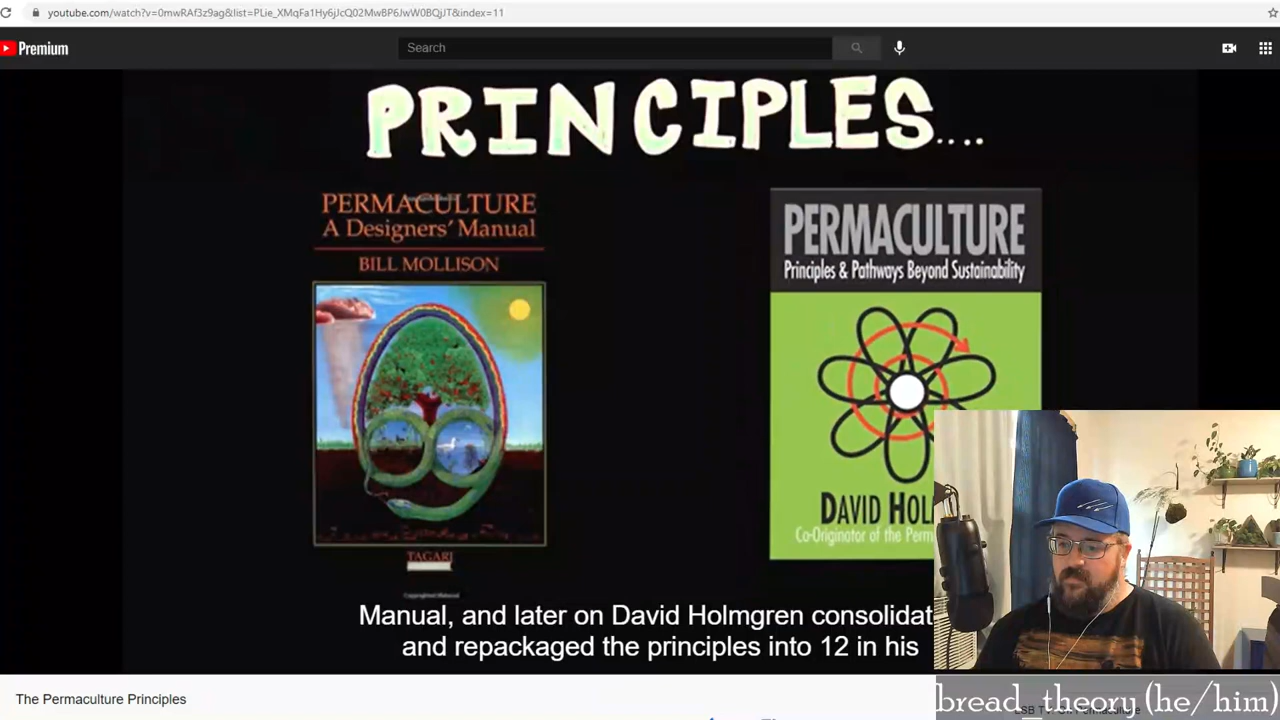 youtube.com/watch?v=0mwRAf3z9ag&list=PLie_XMqFa1Hy6jJcQ02MwBP6JwW0BQjJT&index=11
Premium
Search
PRINCIPLES....
PERMACULTURE
A Designers' Manual
BILL MOLLISON
TAGARI
PERMACULTURE
Principles & Pathways Beyond Sustainability
DAVID HOL
Co-Originator of the Perm
Manual, and later on David Holmgren consolidat
and repackaged the principles into 12 in his
The Permaculture Principles
bread_theory (he/him)